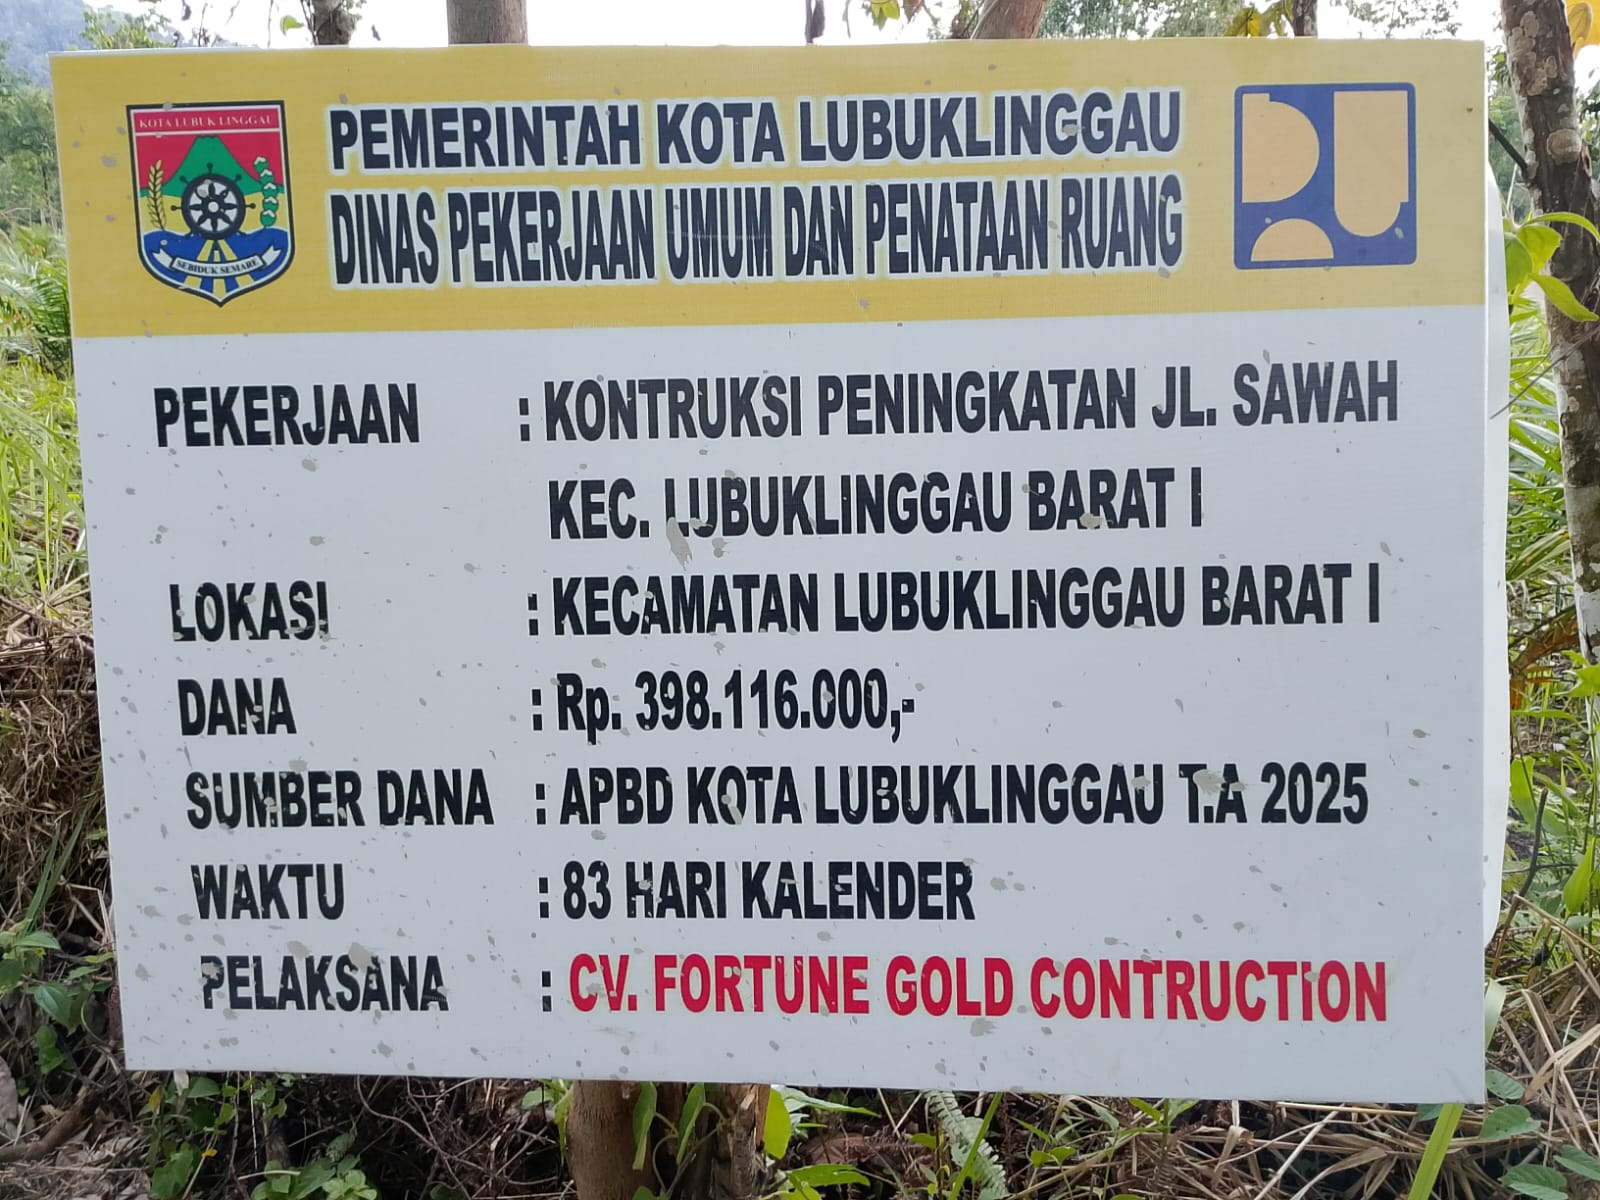 KOTA LUBUK LINGGAU
SEBIDUK SEMARE
PEMERINTAH KOTA LUBUKLINGGAU
DINAS PEKERJAAN UMUM DAN PENATAAN RUANG
PEKERJAAN : KONTRUKSI PENINGKATAN JL. SAWAH
KEC. LUBUKLINGGAU BARAT I
LOKASI : KECAMATAN LUBUKLINGGAU BARAT I
DANA : Rp. 398.116.000,-
SUMBER DANA : APBD KOTA LUBUKLINGGAU T.A 2025
WAKTU : 83 HARI KALENDER
PELAKSANA : CV. FORTUNE GOLD CONTRUCTION